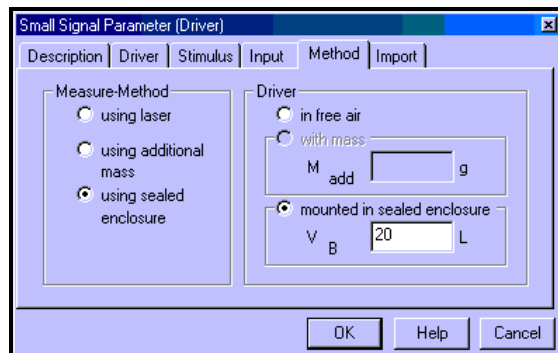 Small Signal Parameter (Driver)
Description Driver Stimulus Input Method Import
Measure-Method
using laser
using additional
mass
using sealed
enclosure
Driver
in free air
with mass
M add g
mounted in sealed enclosure
V B 20 L
OK Help Cancel